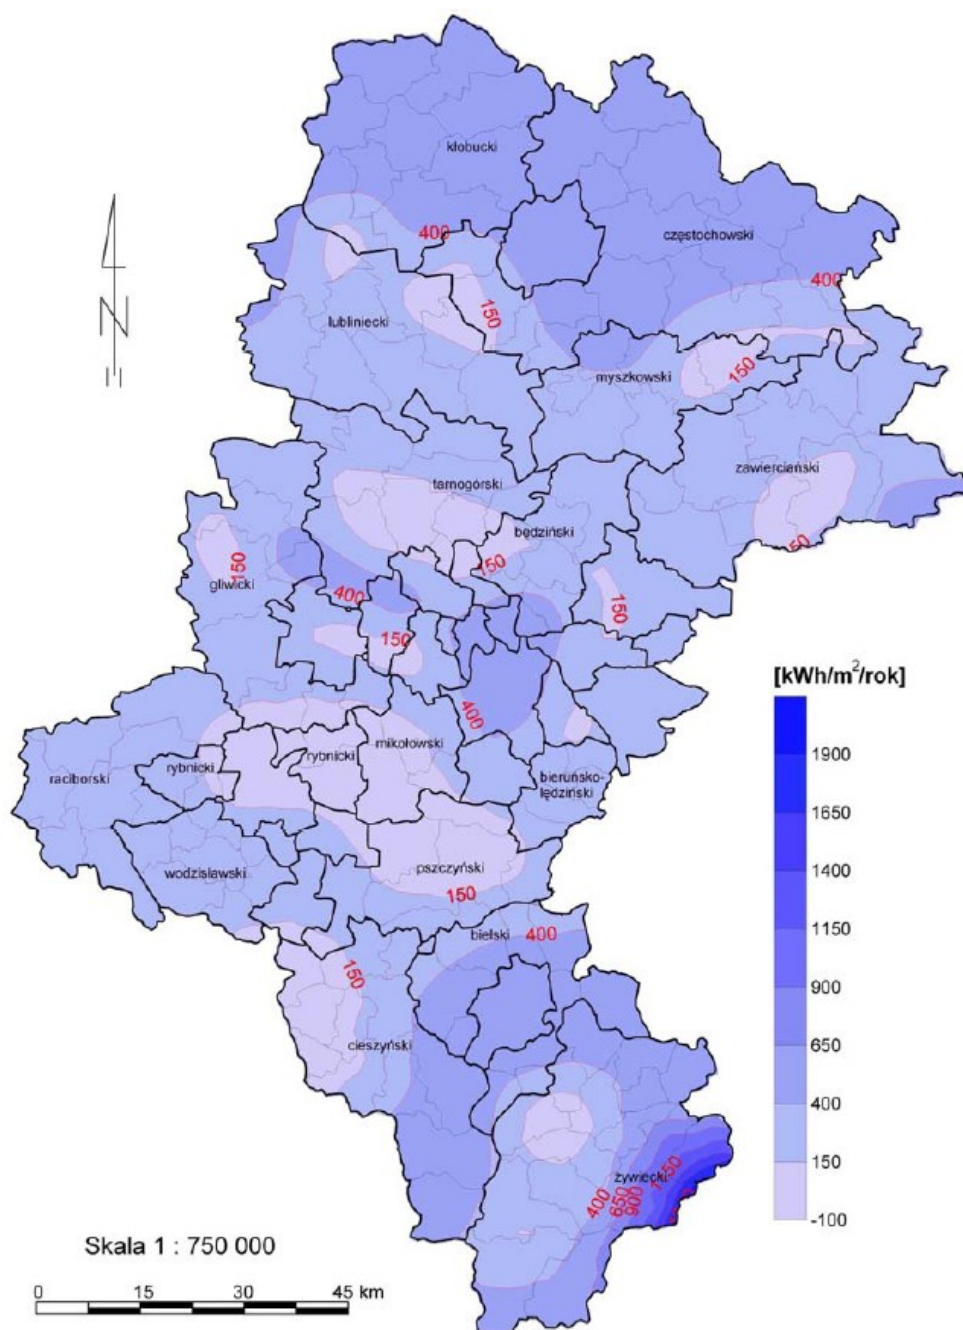 kłobucki
400
częstochowski
400
150
lubliniecki
N
myszkowski
150
zawierciański
tarnogórski
będziński
150
150
150
gliwicki
400
150
150
[kWh/m²/rok]
400
mikołowski
rybnicki
rybnicki
raciborski
bieruńsko-
lędziński
1900
1650
1400
1150
900
650
400
150
-100
pszczyński
wodzisławski
150
bielski
400
150
cieszyński
żywiecki
1150
400
650
900
Skala 1 : 750 000
0 15 30 45 km